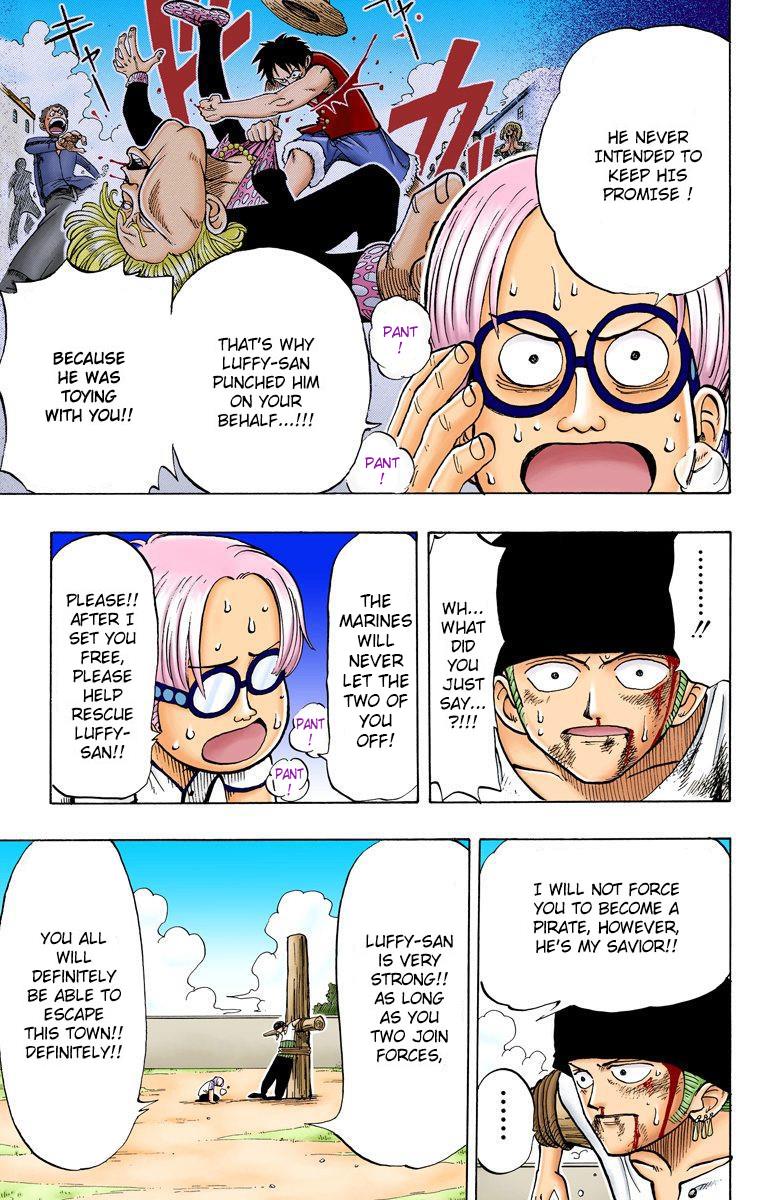 HE NEVER
INTENDED TO
KEEP HIS
PROMISE !
THAT'S WHY
LUFFY-SAN
PUNCHED HIM
ON YOUR
BEHALF...!!!
BECAUSE
HE WAS
TOYING
WITH YOU!!
PANT
!
PANT
!
ドガッ
......!!
WH...
WHAT
DID
YOU
JUST
SAY...
?!!!
THE
MARINES
WILL
NEVER
LET THE
TWO OF
YOU
OFF!
PLEASE!!
AFTER I
SET YOU
FREE,
PLEASE
HELP
RESCUE
LUFFY-
SAN!!
PANT
!
PANT
!
I WILL NOT FORCE
YOU TO BECOME A
PIRATE, HOWEVER,
HE'S MY SAVIOR!!
......
LUFFY-SAN
IS VERY
STRONG!!
AS LONG
AS YOU
TWO JOIN
FORCES,
YOU ALL
WILL
DEFINITELY
BE ABLE TO
ESCAPE
THIS TOWN!!
DEFINITELY!!